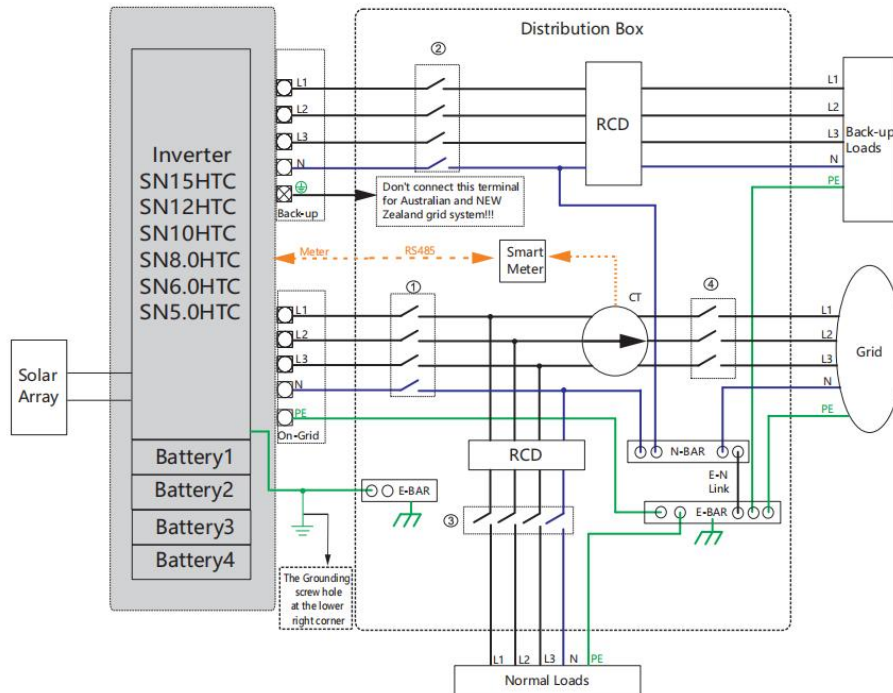 Distribution Box
②
L1
L2
L3
N
Back-up
RCD
L1
L2
L3
N
PE
Back-up
Loads
Inverter
SN15HTC
SN12HTC
SN10HTC
SN8.0HTC
SN6.0HTC
SN5.0HTC
Don't connect this terminal
for Australian and NEW
Zealand grid system!!!
Meter
RS485
Smart
Meter
①
CT
④
L1
L2
L3
N
PE
On-Grid
L1
L2
L3
N
PE
Grid
Solar
Array
Battery1
Battery2
Battery3
Battery4
RCD
N-BAR
E-N
Link
E-BAR
E-BAR
③
The Grounding
screw hole
at the lower
right corner
L1
L2
L3
N
PE
Normal Loads